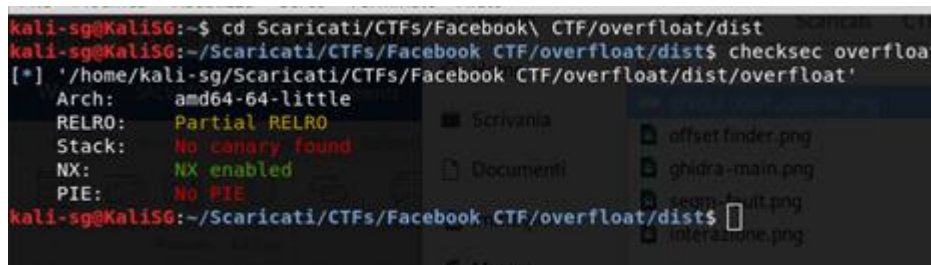 kali-sg@KaliSG:~$ cd Scaricati/CTFs/Facebook\ CTF/overfloat/dist
kali-sg@KaliSG:~/Scaricati/CTFs/Facebook CTF/overfloat/dist$ checksec overfloa
[*] '/home/kali-sg/Scaricati/CTFs/Facebook CTF/overfloat/dist/overfloat'
Arch: amd64-64-little
RELRO: Partial RELRO
Stack: No canary found
NX: NX enabled
PIE: No PIE
kali-sg@KaliSG:~/Scaricati/CTFs/Facebook CTF/overfloat/dist$
Scrivania
Documenti
offset finder.png
ghidra-main.png
segm-fault.png
interazione.png